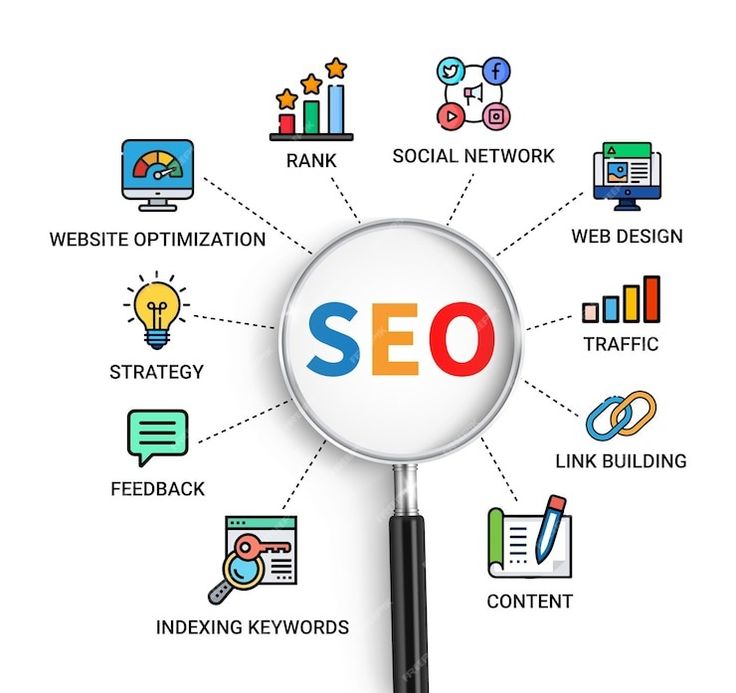 RANK
SOCIAL NETWORK
WEBSITE OPTIMIZATION
WEB DESIGN
SEO
STRATEGY
TRAFFIC
FEEDBACK
LINK BUILDING
INDEXING KEYWORDS
CONTENT